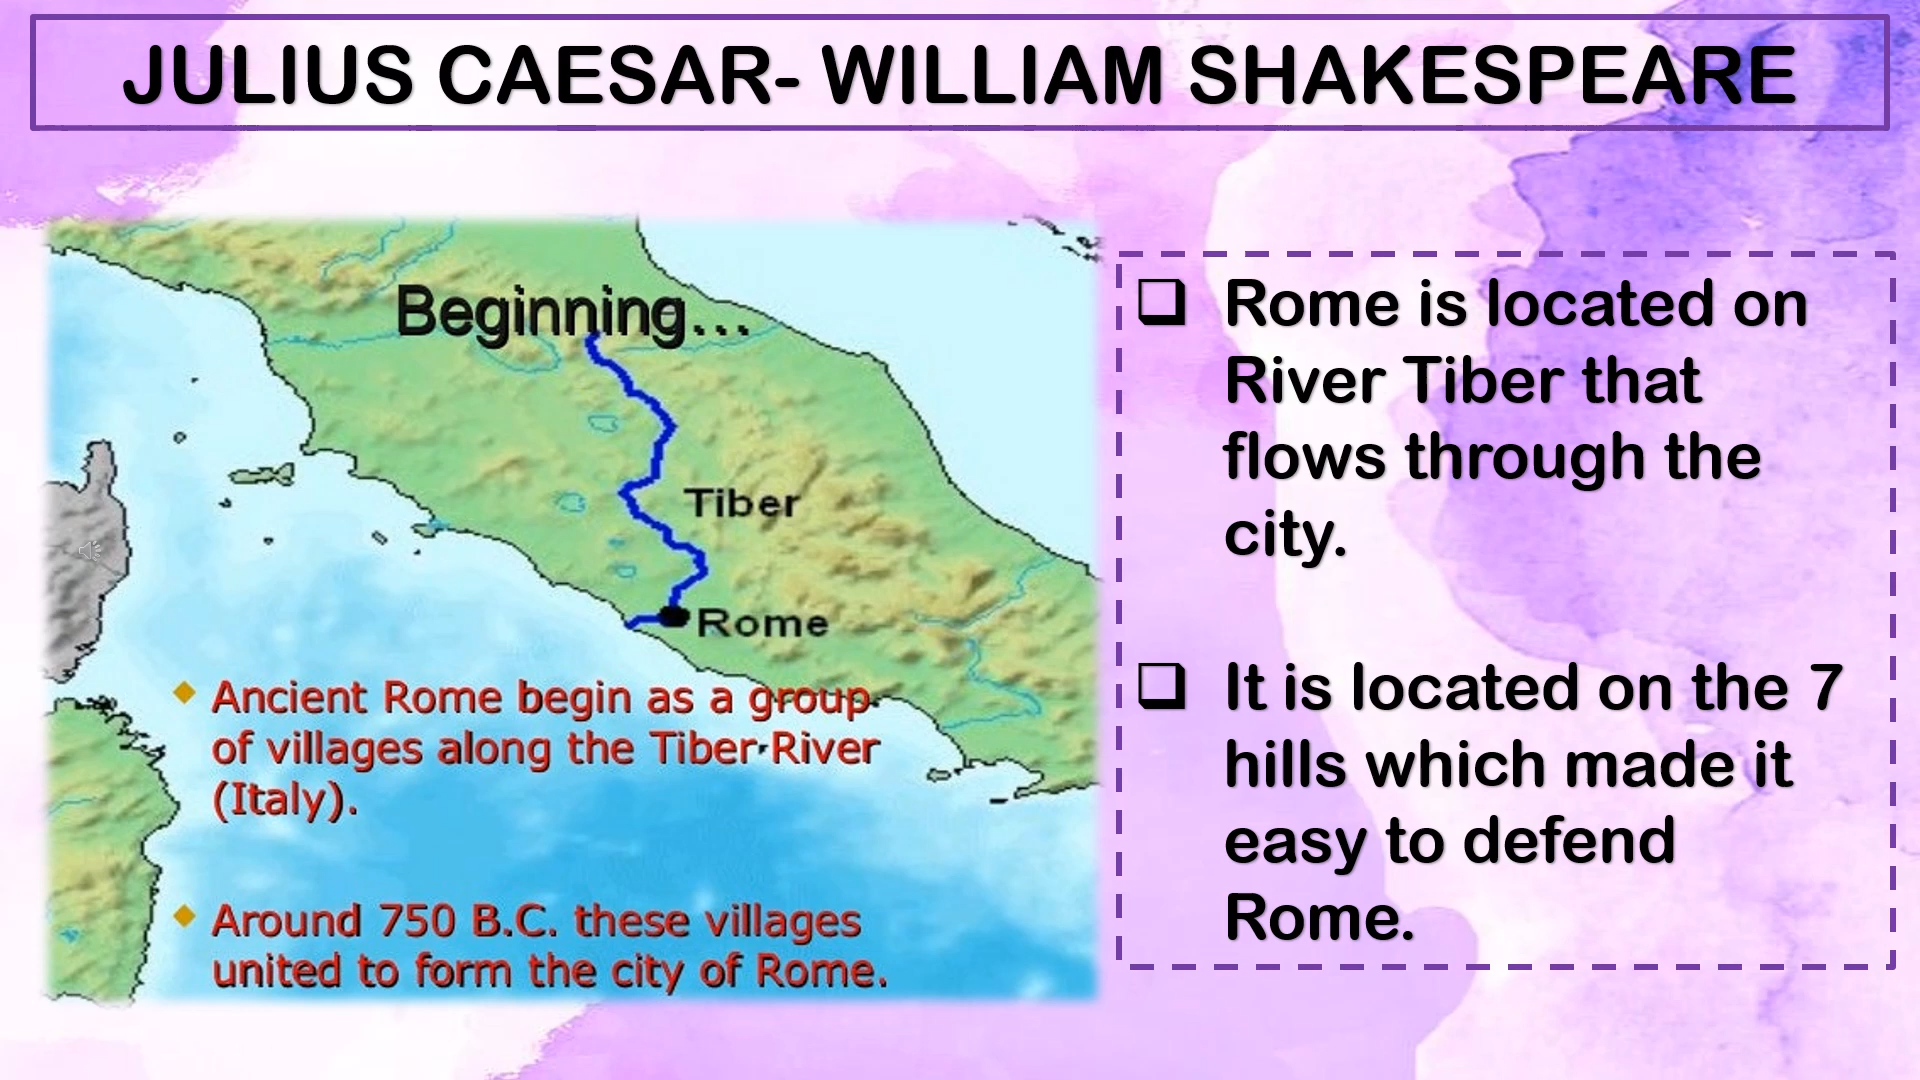 JULIUS CAESAR- WILLIAM SHAKESPEARE
Beginning...
Tiber
Rome
Ancient Rome begin as a group
of villages along the Tiber River
(Italy).
Around 750 B.C. these villages
united to form the city of Rome.
Rome is located on
River Tiber that
flows through the
city.
It is located on the 7
hills which made it
easy to defend
Rome.